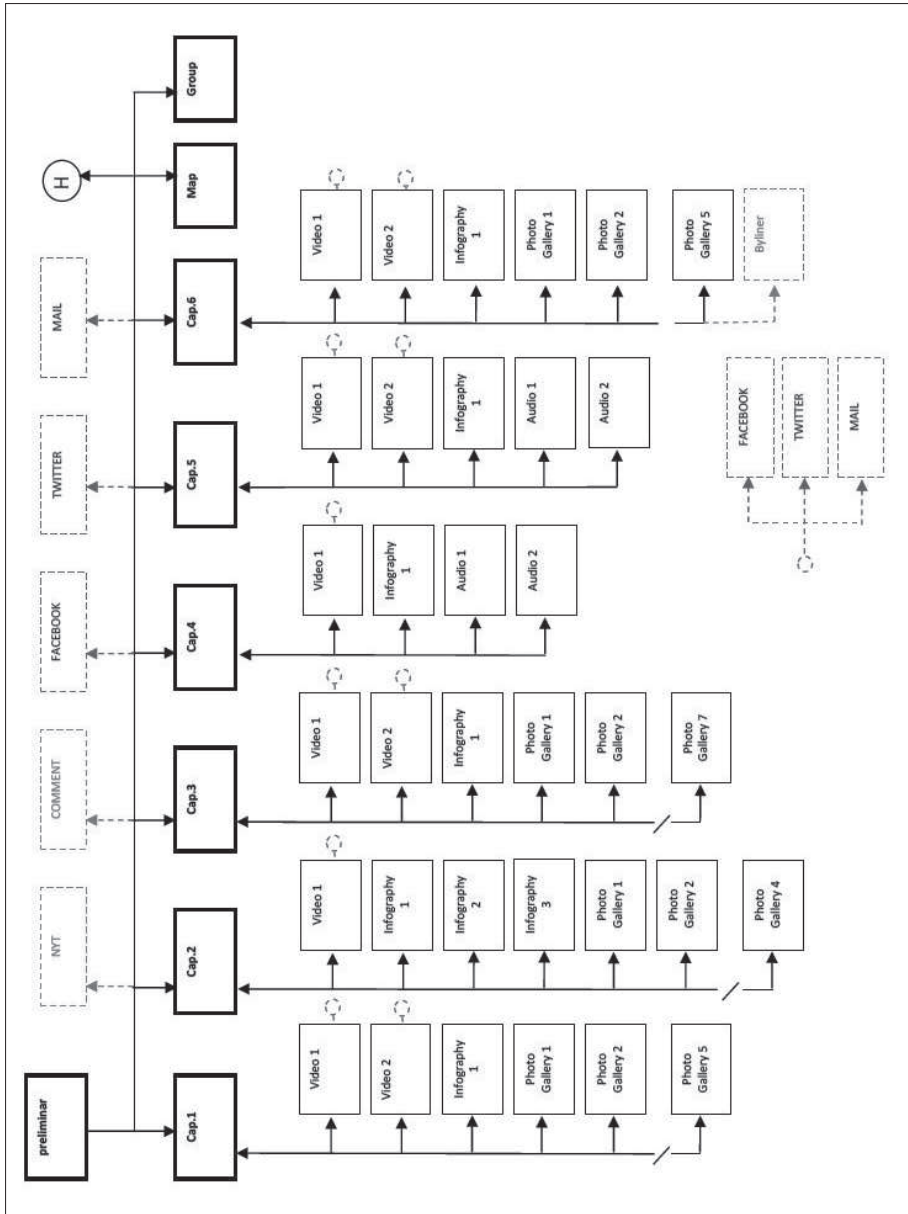 preliminar
NYT
COMMENT
FACEBOOK
TWITTER
MAIL
H
Cap.1
Cap.2
Cap.3
Cap.4
Cap.5
Cap.6
Map
Group
Video 1
Video 2
Infography
1
Photo
Gallery 1
Photo
Gallery 2
Photo
Gallery 5
Video 1
Infography
1
Infography
2
Infography
3
Photo
Gallery 1
Photo
Gallery 2
Photo
Gallery 4
Video 1
Video 2
Infography
1
Photo
Gallery 1
Photo
Gallery 2
Photo
Gallery 7
Video 1
Infography
1
Audio 1
Audio 2
Video 1
Video 2
Infography
1
Audio 1
Audio 2
Video 1
Video 2
Infography
1
Photo
Gallery 1
Photo
Gallery 2
Photo
Gallery 5
Byliner
FACEBOOK
TWITTER
MAIL